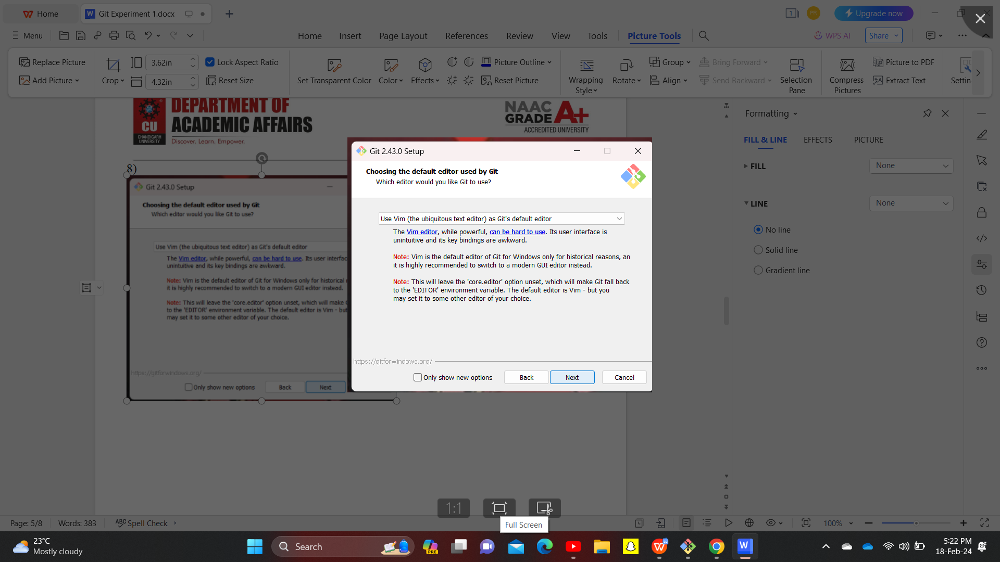 Home
Git Experiment 1.docx
1
PR
Upgrade now
Menu
Home Insert Page Layout References Review View Tools Picture Tools
WPS AI
Share
Replace Picture
Add Picture
Crop
3.62in
4.32in
Lock Aspect Ratio
Reset Size
Set Transparent Color
Color
Effects
Picture Outline
Reset Picture
Wrapping
Style
Rotate
Group
Align
Bring Forward
Send Backward
Selection
Pane
Compress
Pictures
Picture to PDF
Extract Text
Settin
CU
CHANDIGARH
UNIVERSITY
DEPARTMENT OF
ACADEMIC AFFAIRS
Discover. Learn. Empower.
NAAC
GRADE A+
ACCREDITED UNIVERSITY
8)
Git 2.43.0 Setup
Choosing the default editor used by Git
Which editor would you like Git to use?
Use Vim (the ubiquitous text editor) as Git's default editor
The Vim editor, while powerful, can be hard to use. Its user interfac
unintuitive and its key bindings are awkward.
Note: Vim is the default editor of Git for Windows only for historical r
it is highly recommended to switch to a modern GUI editor instead.
Note: This will leave the 'core.editor' option unset, which will make G
to the 'EDITOR' environment variable. The default editor is Vim - but
may set it to some other editor of your choice.
https://gitforwindows.org/
Only show new options Back Next
Git 2.43.0 Setup
Choosing the default editor used by Git
Which editor would you like Git to use?
Use Vim (the ubiquitous text editor) as Git's default editor
The Vim editor, while powerful, can be hard to use. Its user interface is
unintuitive and its key bindings are awkward.
Note: Vim is the default editor of Git for Windows only for historical reasons, an
it is highly recommended to switch to a modern GUI editor instead.
Note: This will leave the 'core.editor' option unset, which will make Git fall back
to the 'EDITOR' environment variable. The default editor is Vim - but you
may set it to some other editor of your choice.
https://gitforwindows.org/
Only show new options Back Next Cancel
Formatting
FILL & LINE EFFECTS PICTURE
FILL None
LINE None
No line
Solid line
Gradient line
1:1
Full Screen
Page: 5/8 Words: 383 ABC Spell Check
100%
23°C
Mostly cloudy
Search
PRE
5:22 PM
18-Feb-24